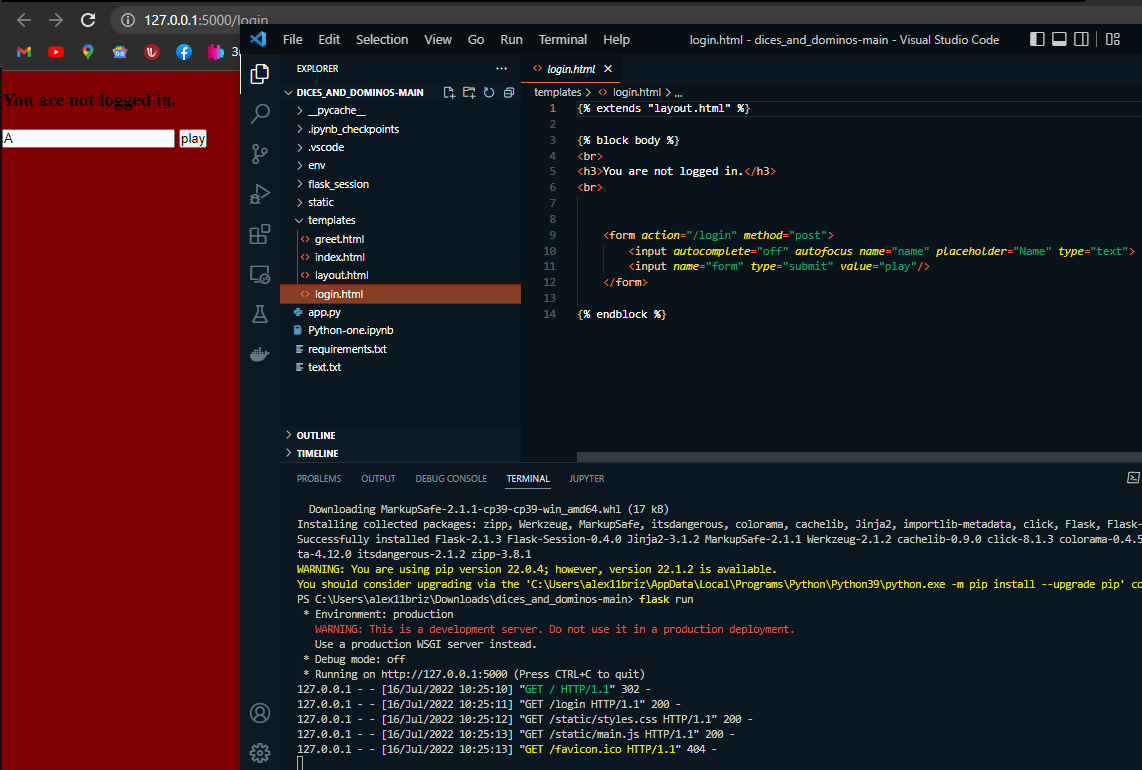 127.0.0.1:5000/login
You are not logged in.
A
play
File Edit Selection View Go Run Terminal Help
login.html - dices_and_dominos-main - Visual Studio Code
EXPLORER
DICES_AND_DOMINOS-MAIN
__pycache__
.ipynb_checkpoints
.vscode
env
flask_session
static
templates
greet.html
index.html
layout.html
login.html
app.py
Python-one.ipynb
requirements.txt
text.txt
OUTLINE
TIMELINE
login.html
templates > login.html > ...
1 {% extends "layout.html" %}
2
3 {% block body %}
4 <br>
5 <h3>You are not logged in.</h3>
6 <br>
7
8
9 <form action="/login" method="post">
10 <input autocomplete="off" autofocus name="name" placeholder="Name" type="text">
11 <input name="form" type="submit" value="play"/>
12 </form>
13
14 {% endblock %}
PROBLEMS OUTPUT DEBUG CONSOLE TERMINAL JUPYTER
Downloading MarkupSafe-2.1.1-cp39-cp39-win_amd64.whl (17 kB)
Installing collected packages: zipp, Werkzeug, MarkupSafe, itsdangerous, colorama, cachelib, Jinja2, importlib-metadata, click, Flask, Flask-
Successfully installed Flask-2.1.3 Flask-Session-0.4.0 Jinja2-3.1.2 MarkupSafe-2.1.1 Werkzeug-2.1.2 cachelib-0.9.0 click-8.1.3 colorama-0.4.5
ta-4.12.0 itsdangerous-2.1.2 zipp-3.8.1
WARNING: You are using pip version 22.0.4; however, version 22.1.2 is available.
You should consider upgrading via the 'C:\Users\alex11briz\AppData\Local\Programs\Python\Python39\python.exe -m pip install --upgrade pip' co
PS C:\Users\alex11briz\Downloads\dices_and_dominos-main> flask run
* Environment: production
WARNING: This is a development server. Do not use it in a production deployment.
Use a production WSGI server instead.
* Debug mode: off
* Running on http://127.0.0.1:5000 (Press CTRL+C to quit)
127.0.0.1 - - [16/Jul/2022 10:25:10] "GET / HTTP/1.1" 302 -
127.0.0.1 - - [16/Jul/2022 10:25:11] "GET /login HTTP/1.1" 200 -
127.0.0.1 - - [16/Jul/2022 10:25:12] "GET /static/styles.css HTTP/1.1" 200 -
127.0.0.1 - - [16/Jul/2022 10:25:13] "GET /static/main.js HTTP/1.1" 200 -
127.0.0.1 - - [16/Jul/2022 10:25:13] "GET /favicon.ico HTTP/1.1" 404 -